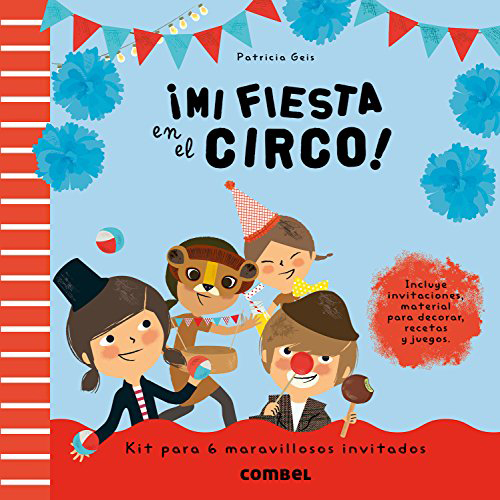 Patricia Geis
¡MI FIESTA
en el CIRCO!
Incluye
invitaciones,
material
para decorar,
recetas
y juegos.
Kit para 6 maravillosos invitados
COMBEL